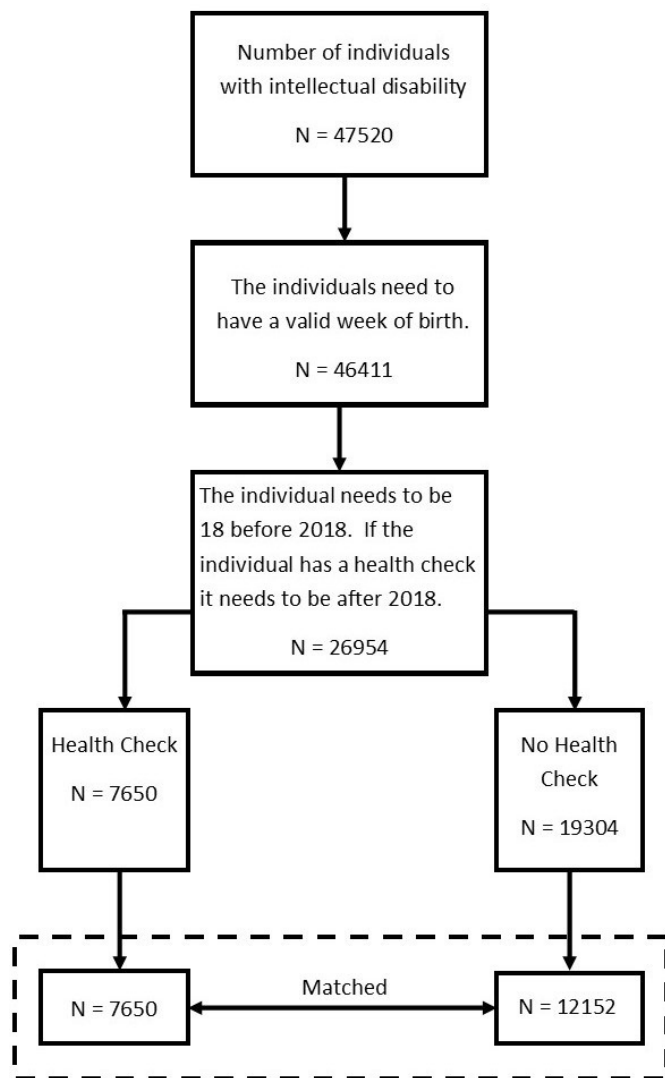 Number of individuals
with intellectual disability
N = 47520
The individuals need to
have a valid week of birth.
N = 46411
The individual needs to be
18 before 2018.  If the
individual has a health check
it needs to be after 2018.
N = 26954
Health Check
N = 7650
No Health
Check
N = 19304
N = 7650
Matched
N = 12152